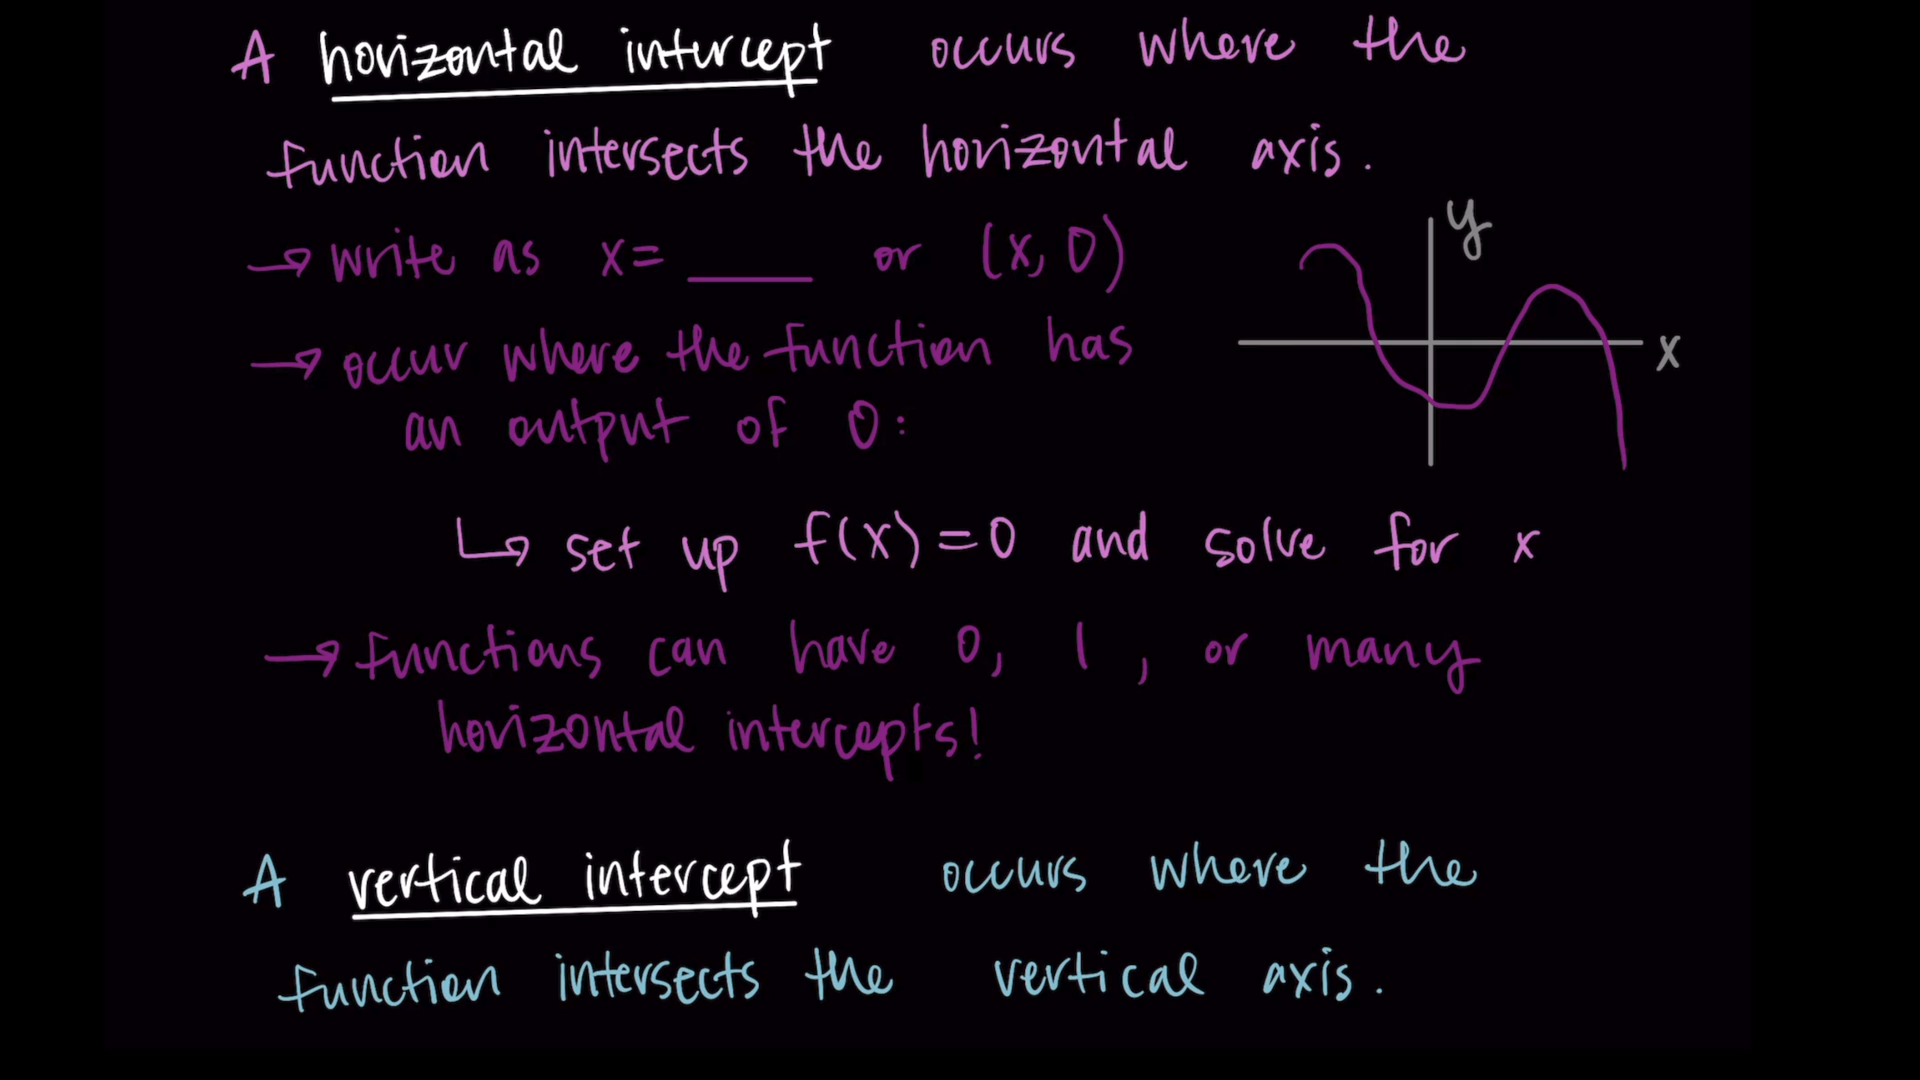 A horizontal intercept occurs where the
function intersects the horizontal axis.
→ write as x= ____ or (x, 0)
y
→ occur where the function has
x
an output of 0:
↳ set up f(x)=0 and solve for x
→ functions can have 0, 1, or many
horizontal intercepts!
A vertical intercept occurs where the
function intersects the vertical axis.